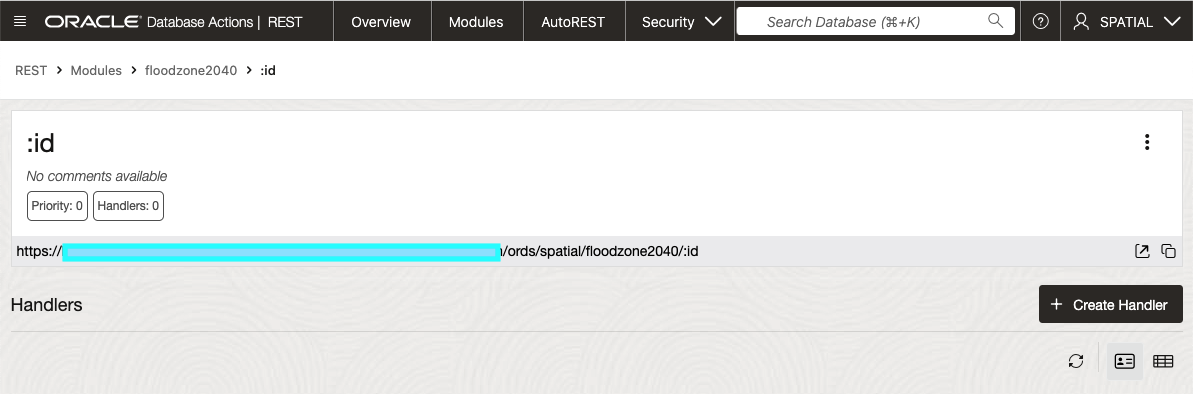 ORACLE Database Actions | REST Overview Modules AutoREST Security Search Database (⌘+K) SPATIAL
REST > Modules > floodzone2040 > :id
:id
No comments available
Priority: 0 Handlers: 0
https:// /ords/spatial/floodzone2040/:id
Handlers + Create Handler